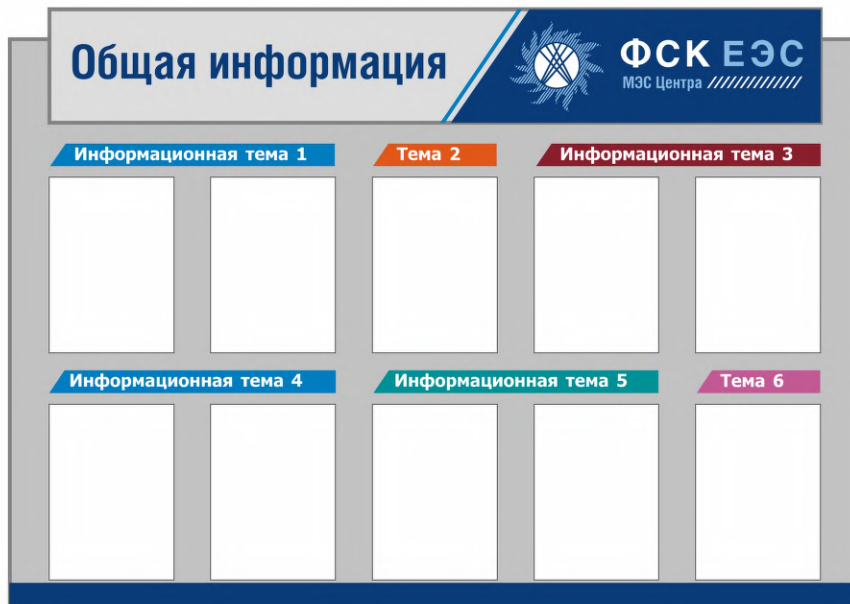 Общая информация
ФСК ЕЭС
МЭС Центра
Информационная тема 1
Тема 2
Информационная тема 3
Информационная тема 4
Информационная тема 5
Тема 6